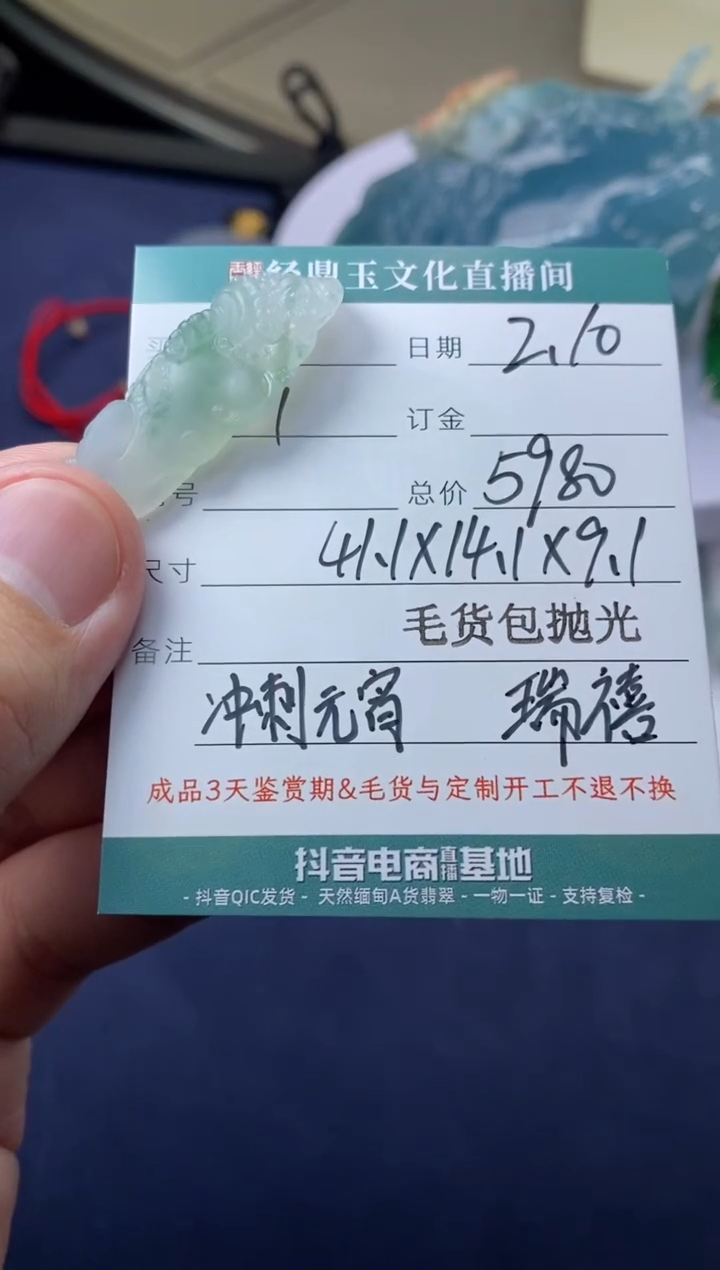 经鼎玉文化直播间
日期 2.10
1 订金
号 总价 5980
尺寸 41.1X14.1X9.1
毛货包抛光
备注
冲刺元宵 瑞禧
成品3天鉴赏期&毛货与定制开工不退不换
抖音电商直播基地
- 抖音QIC发货 - 天然缅甸A货翡翠 - 一物一证 - 支持复检 -